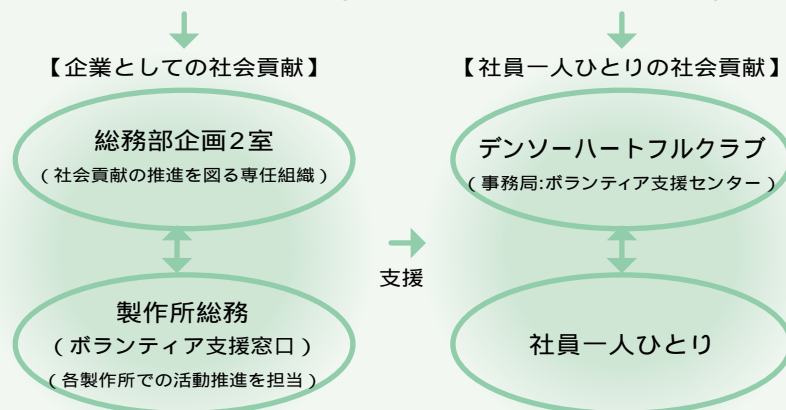 【企業としての社会貢献】
総務部企画2室
(社会貢献の推進を図る専任組織)
製作所総務
(ボランティア支援窓口)
(各製作所での活動推進を担当)
支援
【社員一人ひとりの社会貢献】
デンソーハートフルクラブ
(事務局:ボランティア支援センター)
社員一人ひとり